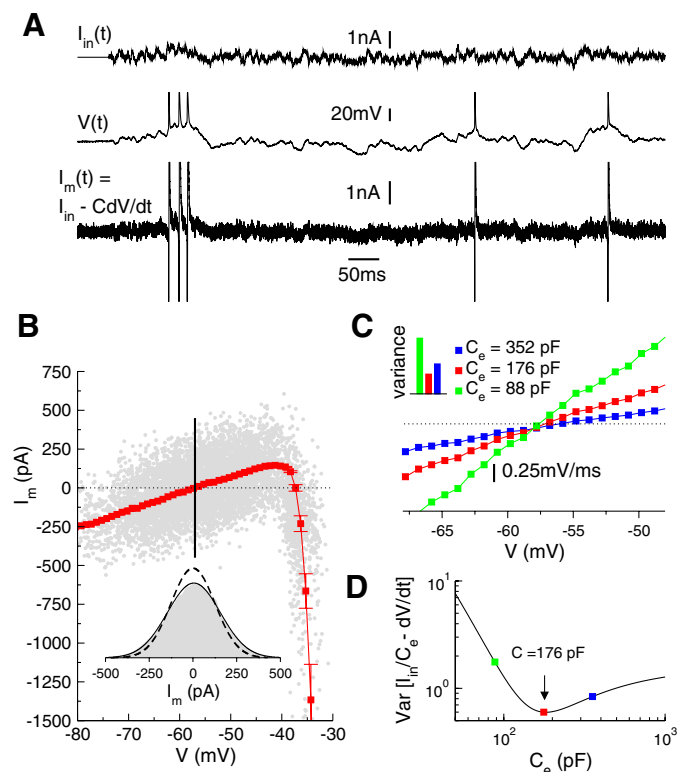 A
I_in(t)
1nA
V(t)
20mV
I_m(t) =
I_in - CdV/dt
1nA
50ms
B
750
500
250
0
-250
-500
-750
-1000
-1250
-1500
I_m (pA)
-500 -250 0 250 500
I_m (pA)
-80 -70 -60 -50 -40 -30
V (mV)
C
variance
C_e = 352 pF
C_e = 176 pF
C_e = 88 pF
0.25mV/ms
-65 -60 -55 -50
V (mV)
D
10^1
10^0
Var [I_in/C_e - dV/dt]
C =176 pF
10^2 10^3
C_e (pF)